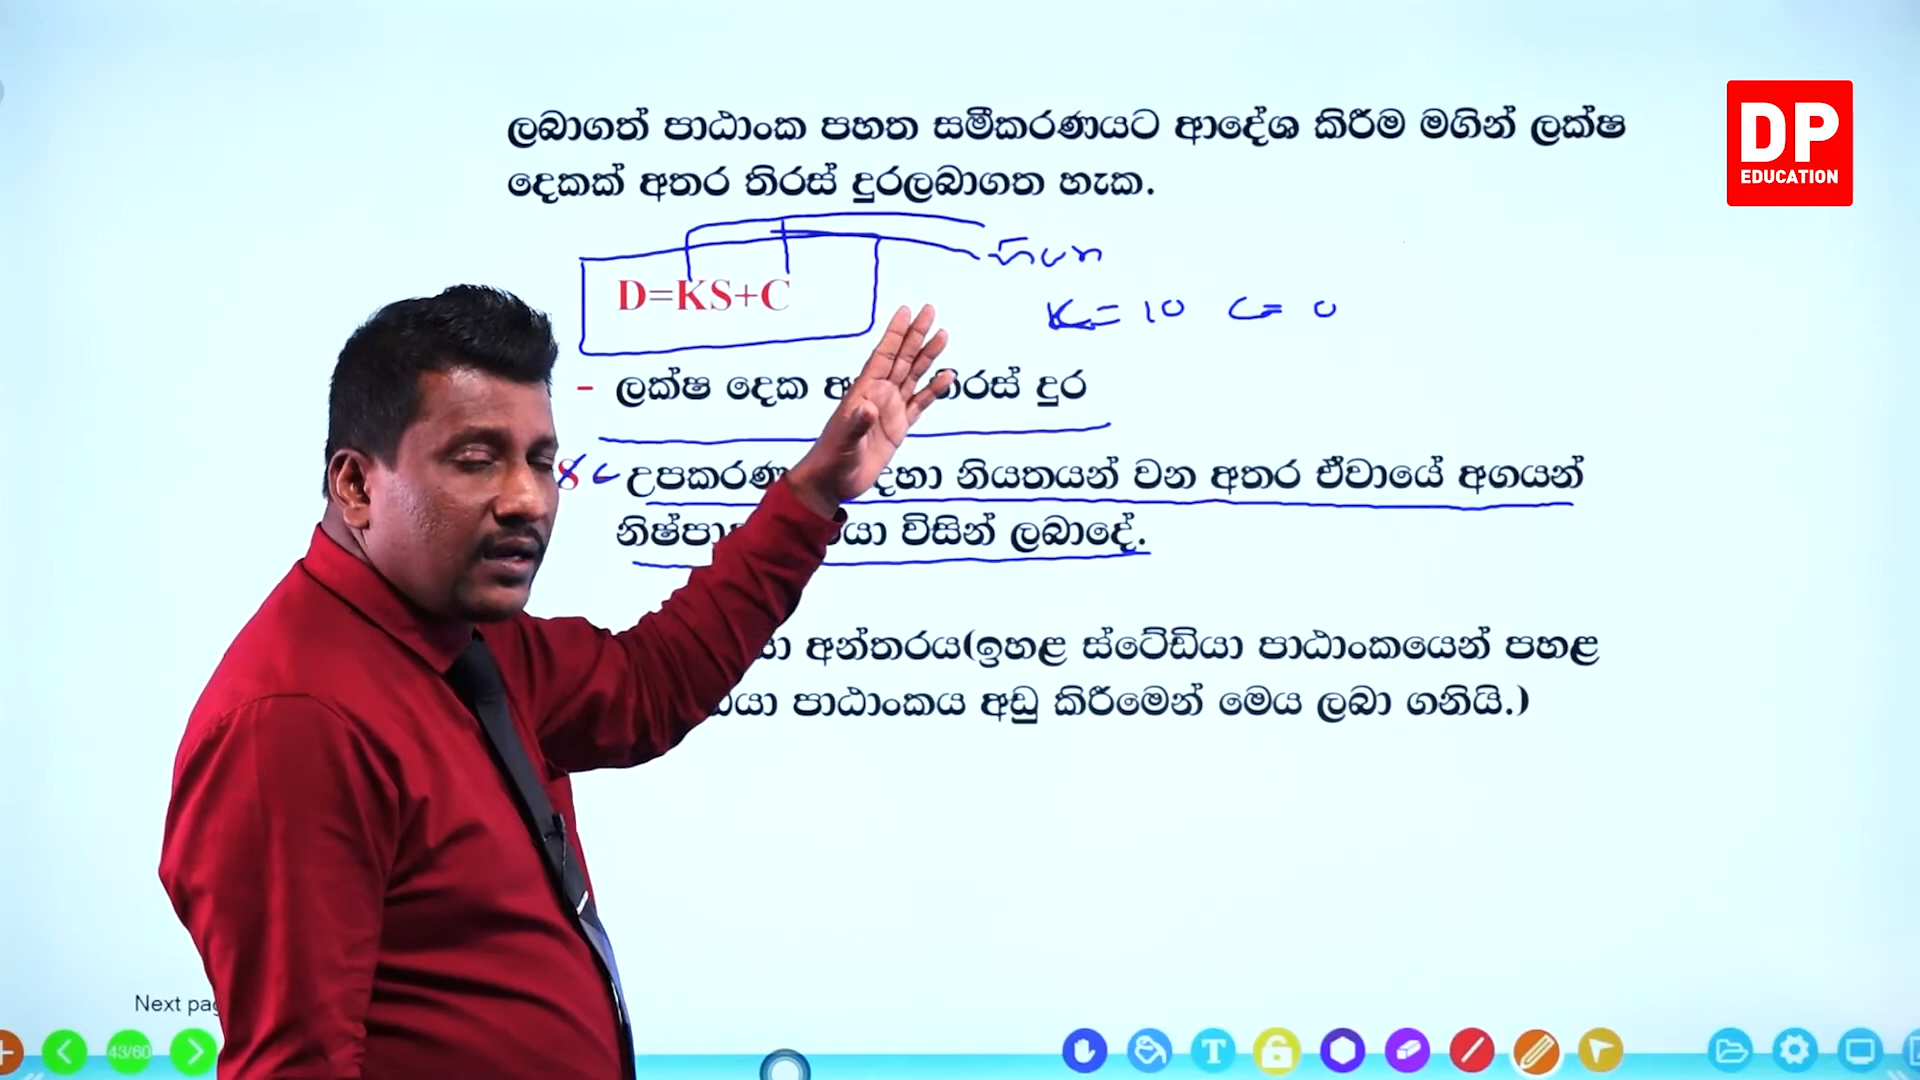 DP
EDUCATION
ලබාගත් පාඨාංක පහත සමීකරණයට ආදේශ කිරීම මගින් ලක්ෂ
දෙකක් අතර තිරස් දුරලබාගත හැක.
නියත
D=KS+C
K= 10 C= 0
- ලක්ෂ දෙක තිරස් දුර
උපකරණ නියතයන් වන අතර ඒවායේ අගයන්
විසින් ලබාදේ.
අන්තරය(ඉහළ ස්ටේඩියා පාඨාංකයෙන් පහළ
පාඨාංකය අඩු කිරීමෙන් මෙය ලබා ගනියි.)
Next
43/60
T